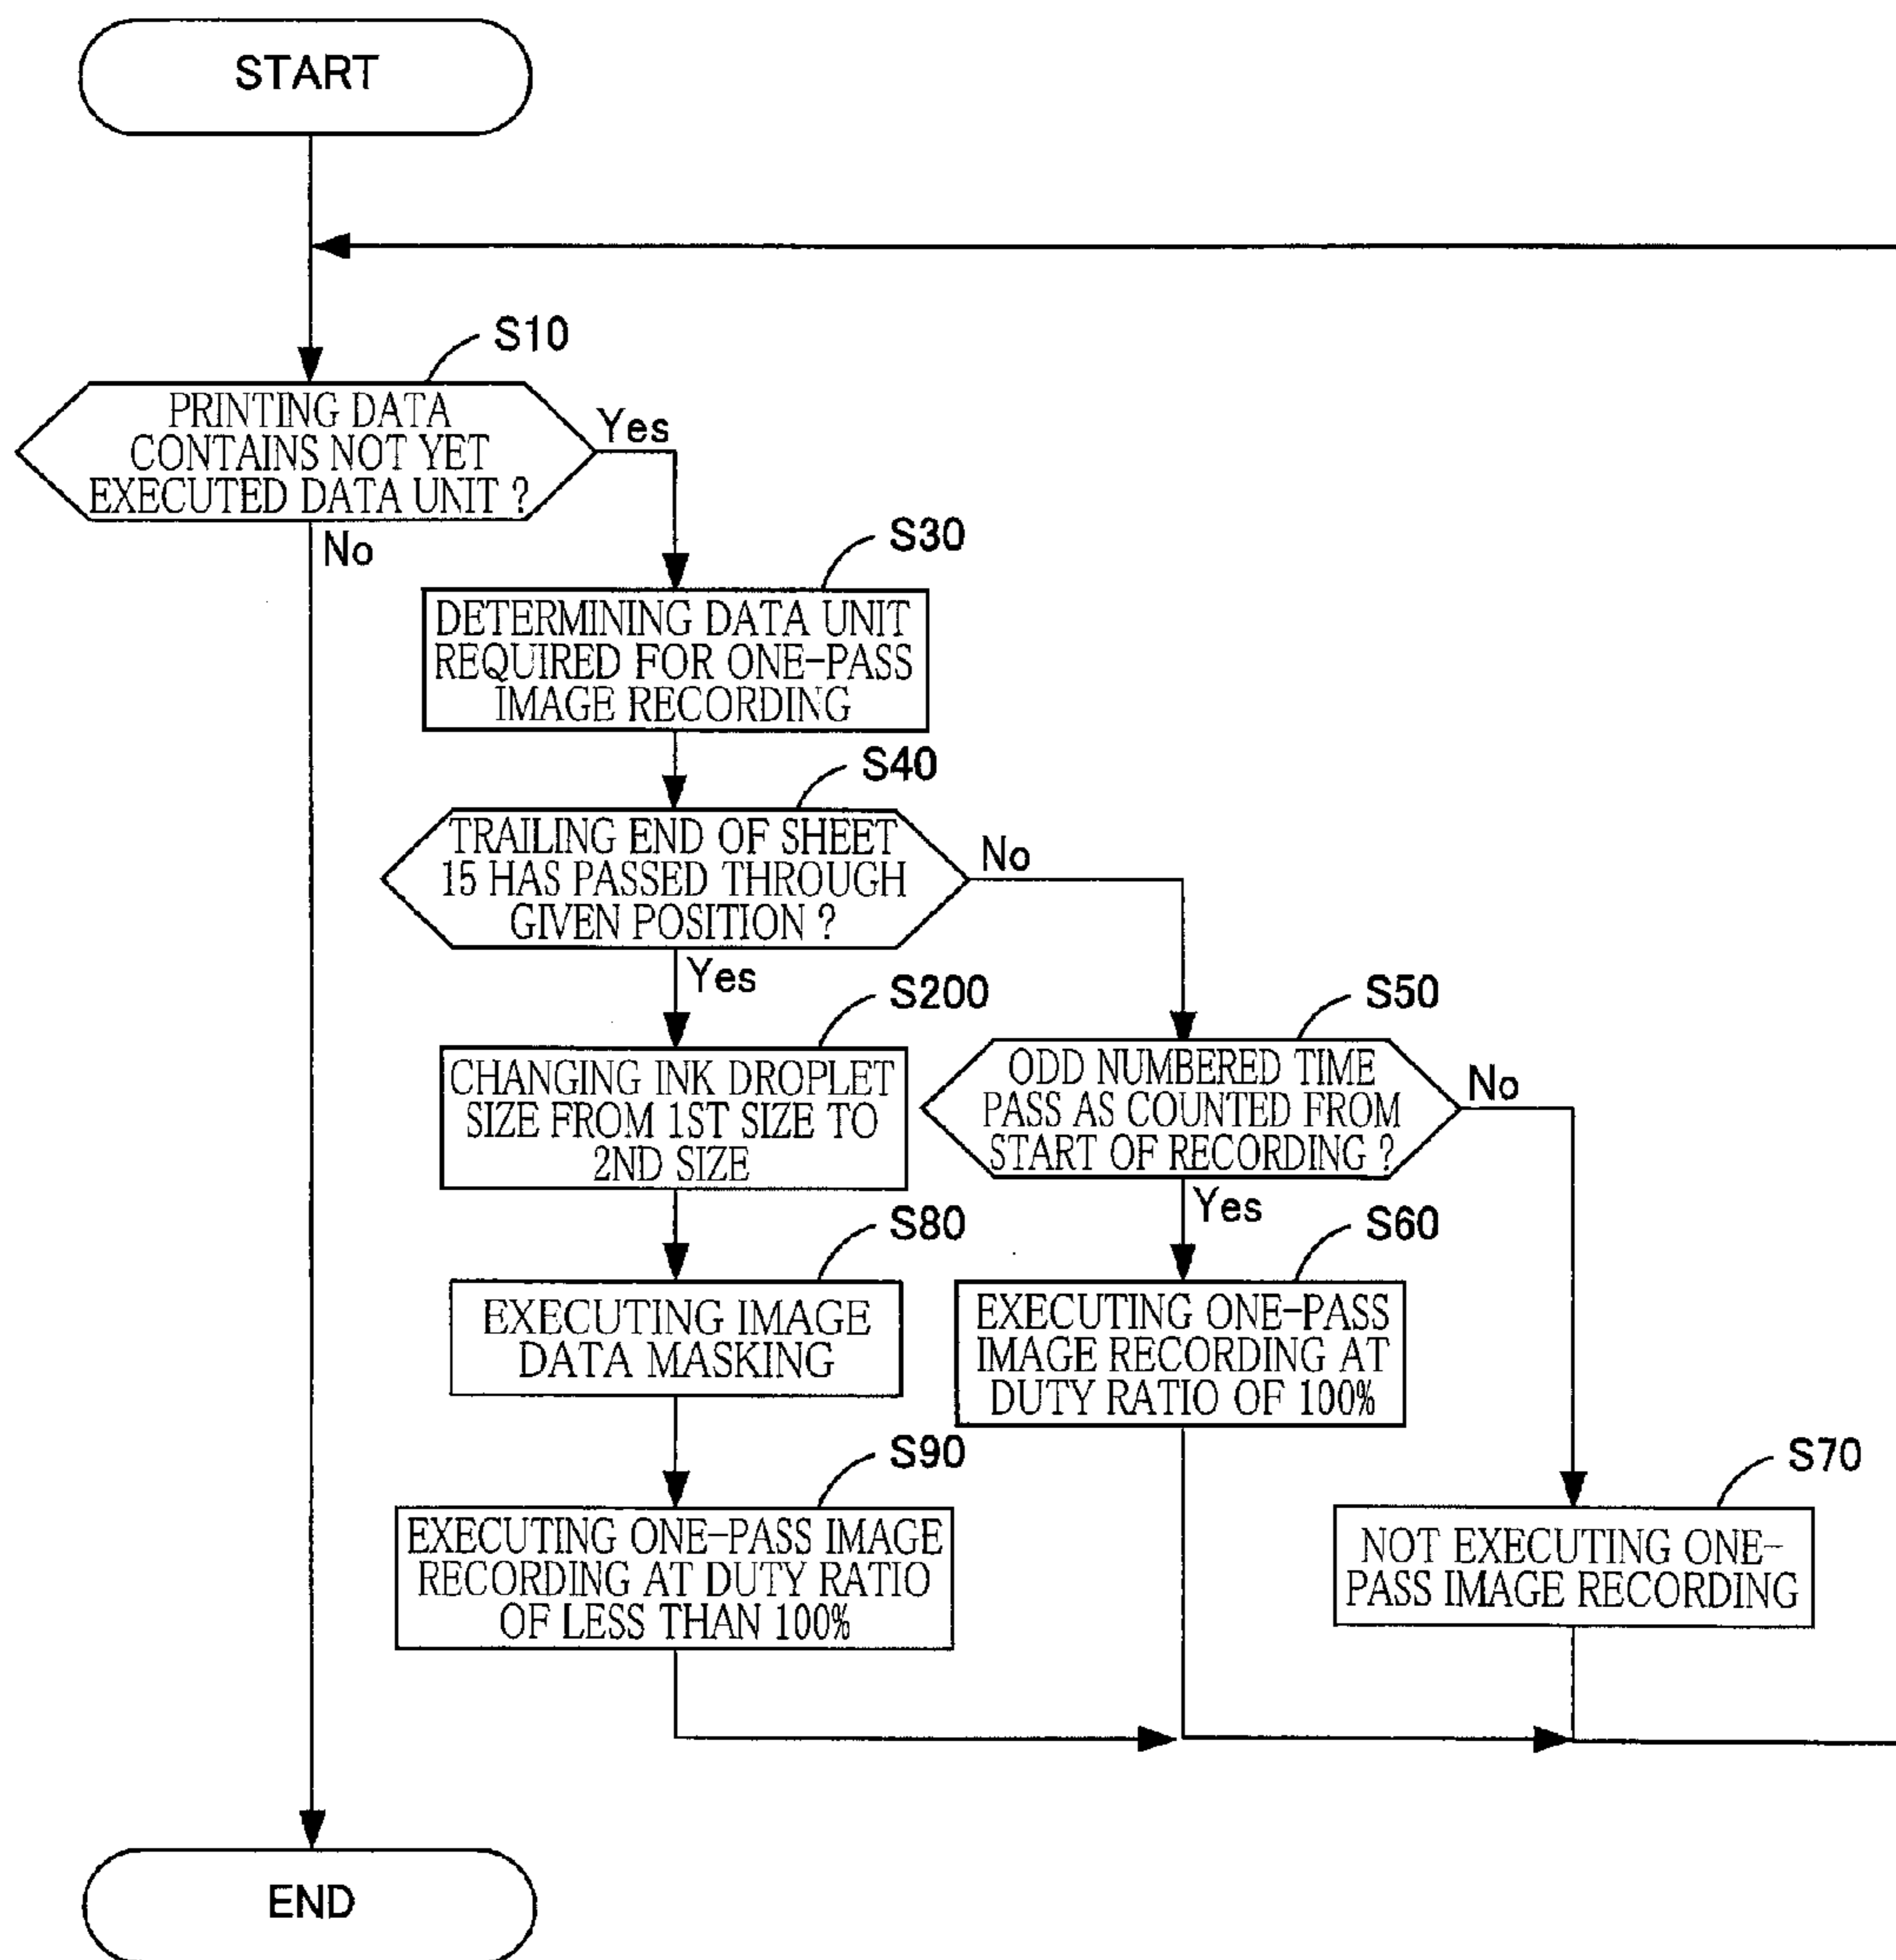 START
S10
PRINTING DATA
CONTAINS NOT YET
EXECUTED DATA UNIT ?
Yes
No
S30
DETERMINING DATA UNIT
REQUIRED FOR ONE-PASS
IMAGE RECORDING
S40
TRAILING END OF SHEET
15 HAS PASSED THROUGH
GIVEN POSITION ?
No
Yes
S200
CHANGING INK DROPLET
SIZE FROM 1ST SIZE TO
2ND SIZE
S50
ODD NUMBERED TIME
PASS AS COUNTED FROM
START OF RECORDING ?
No
Yes
S80
EXECUTING IMAGE
DATA MASKING
S60
EXECUTING ONE-PASS
IMAGE RECORDING AT
DUTY RATIO OF 100%
S90
EXECUTING ONE-PASS IMAGE
RECORDING AT DUTY RATIO
OF LESS THAN 100%
S70
NOT EXECUTING ONE-
PASS IMAGE RECORDING
END